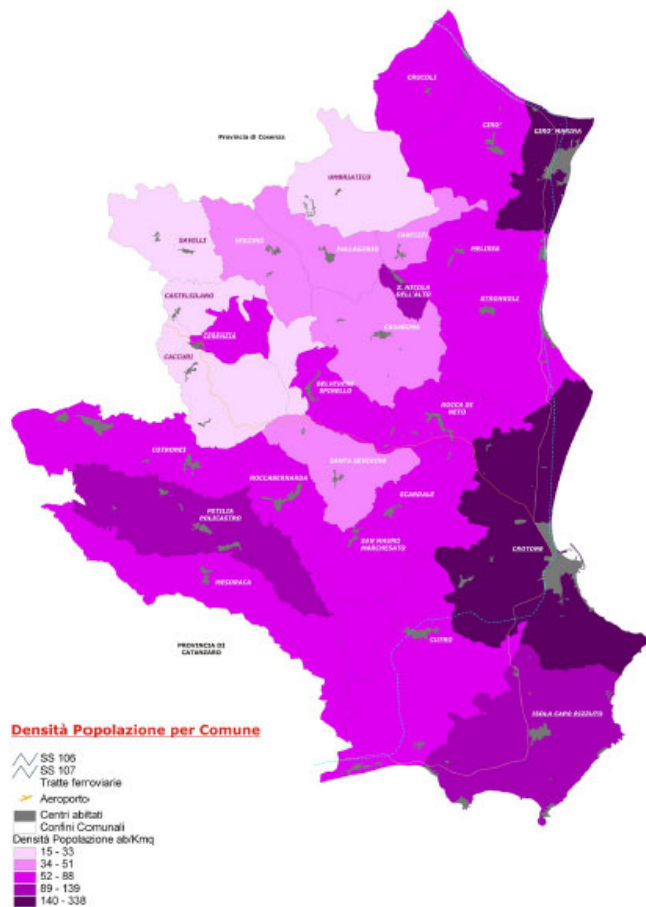 CRUCOLI
CIRO'
CIRO' MARINA
Provincia di Cosenza
UMBRIATICO
SAVELLI
VERZINO
PALLAGORIO
CARFIZZI
MELISSA
S. NICOLA
DELL'ALTO
STRONGOLI
CASTELSILANO
CERENZIA
CASABONA
CACCURI
BELVEDERE
SPINELLO
ROCCA DI
NETO
COTRONEI
SANTA SEVERINA
ROCCABERNARDA
SCANDALE
PETILIA
POLICASTRO
SAN MAURO
MARCHESATO
CROTONE
MESORACA
CUTRO
PROVINCIA DI
CATANZARO
ISOLA CAPO RIZZUTO
Densità Popolazione per Comune
SS 106
SS 107
Tratte ferroviarie
Aeroporto
Centri abitati
Confini Comunali
Densità Popolazione ab/Kmq
15 - 33
34 - 51
52 - 88
89 - 139
140 - 338